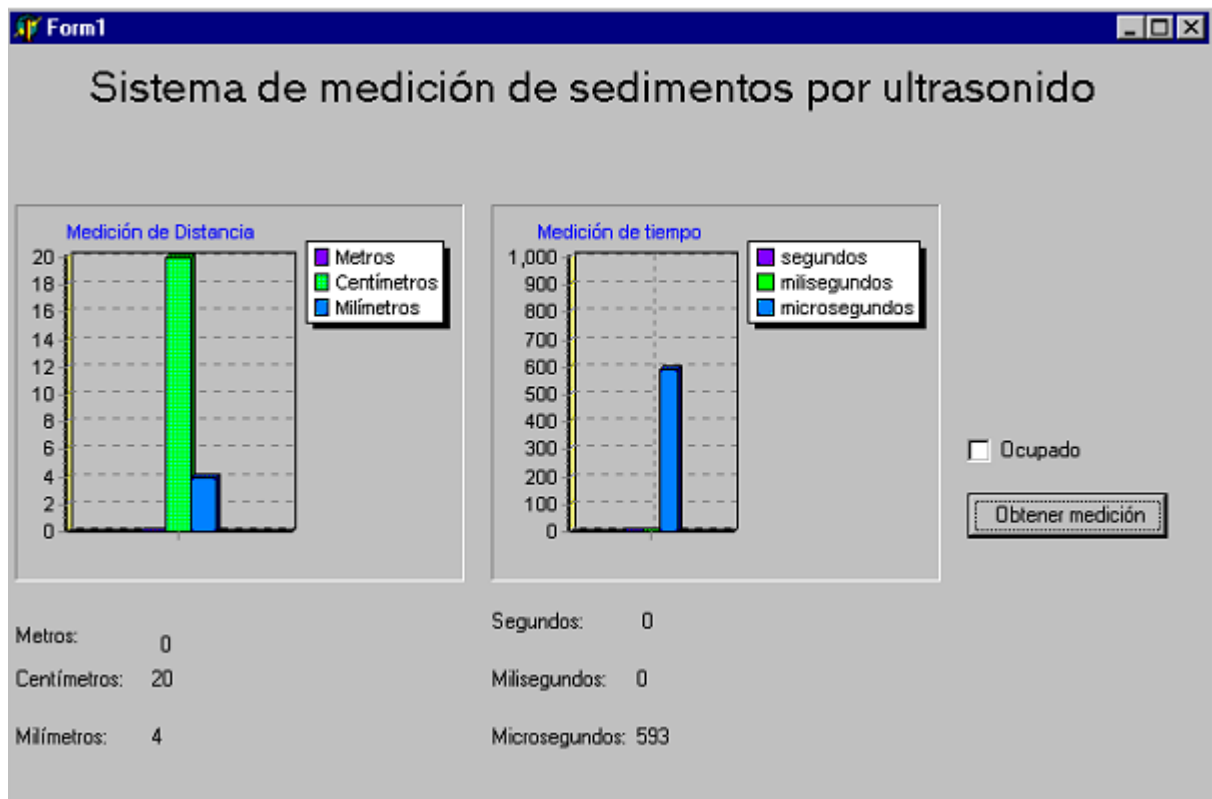 Form1
Sistema de medición de sedimentos por ultrasonido
Medición de Distancia
20
18
16
14
12
10
8
6
4
2
0
Metros
Centímetros
Milímetros
Medición de tiempo
1,000
900
800
700
600
500
400
300
200
100
0
segundos
milisegundos
microsegundos
Ocupado
Obtener medición
Metros: 0
Centímetros: 20
Milímetros: 4
Segundos: 0
Milisegundos: 0
Microsegundos: 593